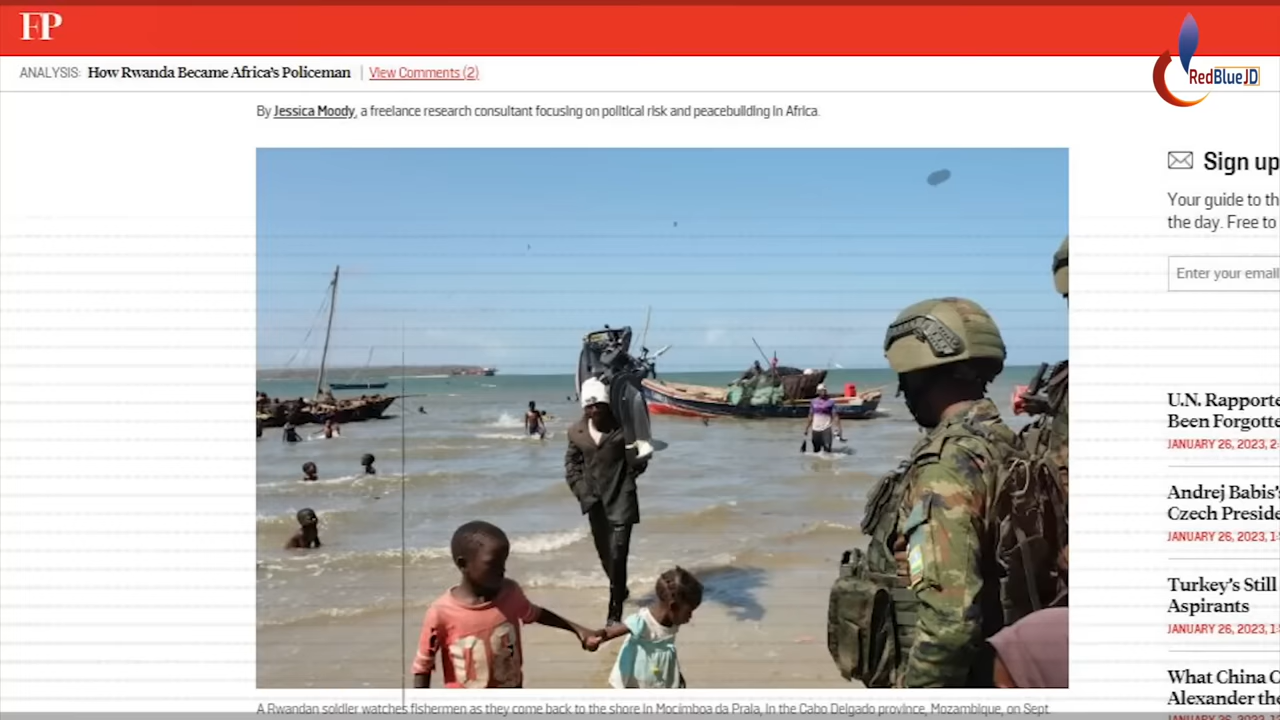 FP
ANALYSIS: How Rwanda Became Africa's Policeman | View Comments (2)
RedBlueJD
By Jessica Moody, a freelance research consultant focusing on political risk and peacebuilding in Africa.
Sign up
Your guide to th
the day. Free to
Enter your email
U.N. Rapporte
Been Forgotte
JANUARY 26, 2023, 2:
Andrej Babis's
Czech Preside
JANUARY 26, 2023, 1:
Turkey's Still
Aspirants
JANUARY 26, 2023, 1:
What China C
Alexander the
A Rwandan soldier watches fishermen as they come back to the shore in Mocimboa da Praia, in the Cabo Delgado province, Mozambique, on Sept.